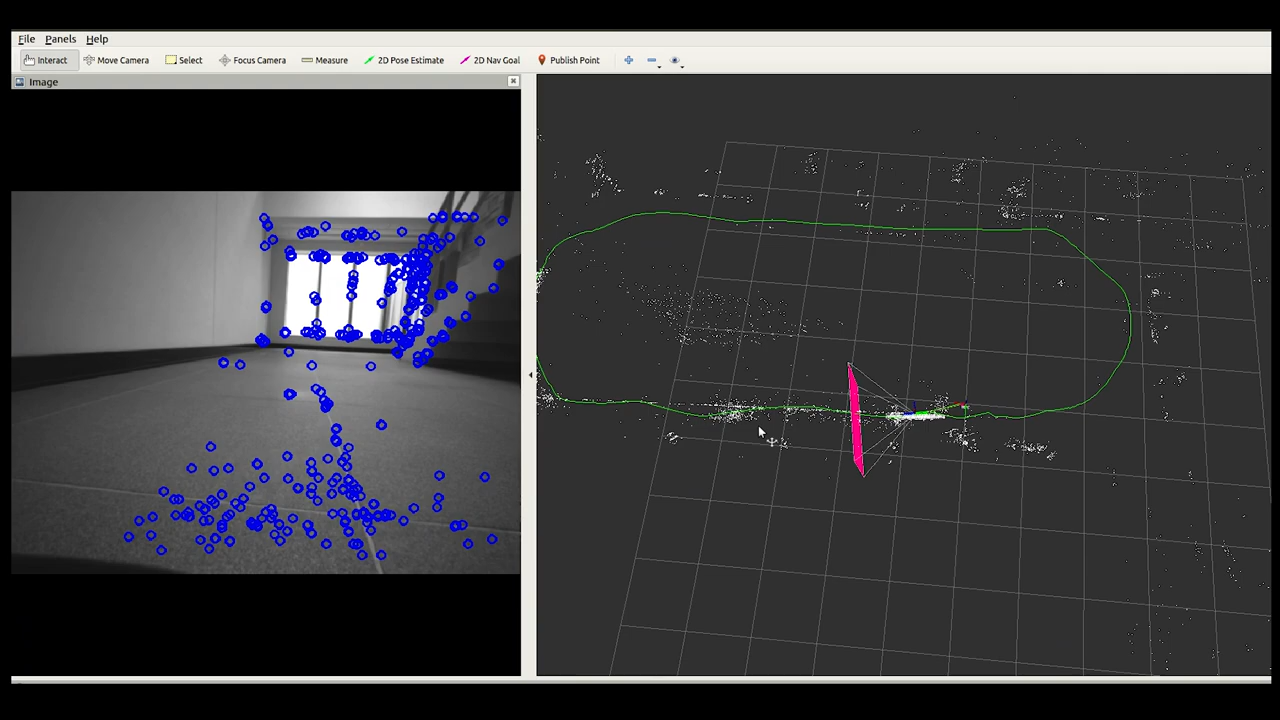 File Panels Help
Interact Move Camera Select Focus Camera Measure 2D Pose Estimate 2D Nav Goal Publish Point
Image